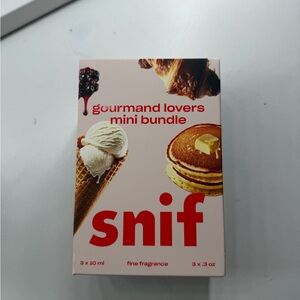 gourmand lovers
mini bundle
snif
3 x 10 ml fine fragrance 3 x .3 oz